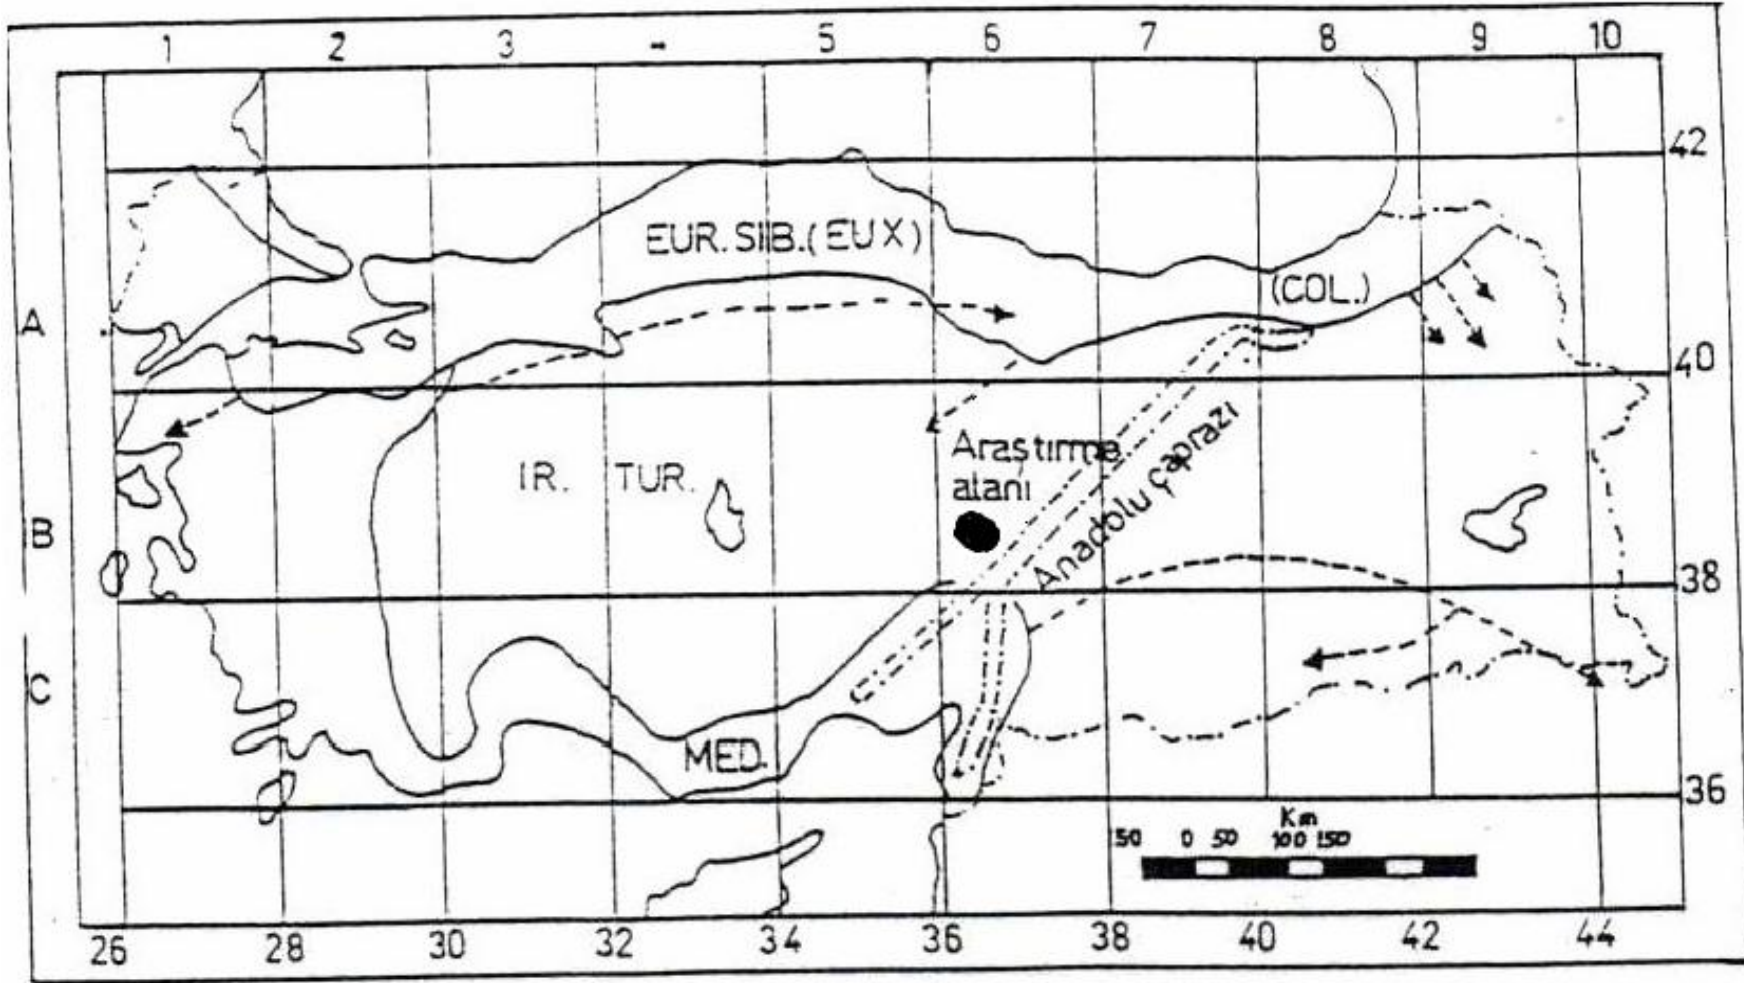 1 2 3 - 5 6 7 8 9 10
42
EUR. SIIB. (EUX)
(COL.)
A
40
Araştırma
alanı
Anadolu çaprazı
IR. TUR.
B
38
C
MED.
36
Km
150 0 50 100 150
26 28 30 32 34 36 38 40 42 44